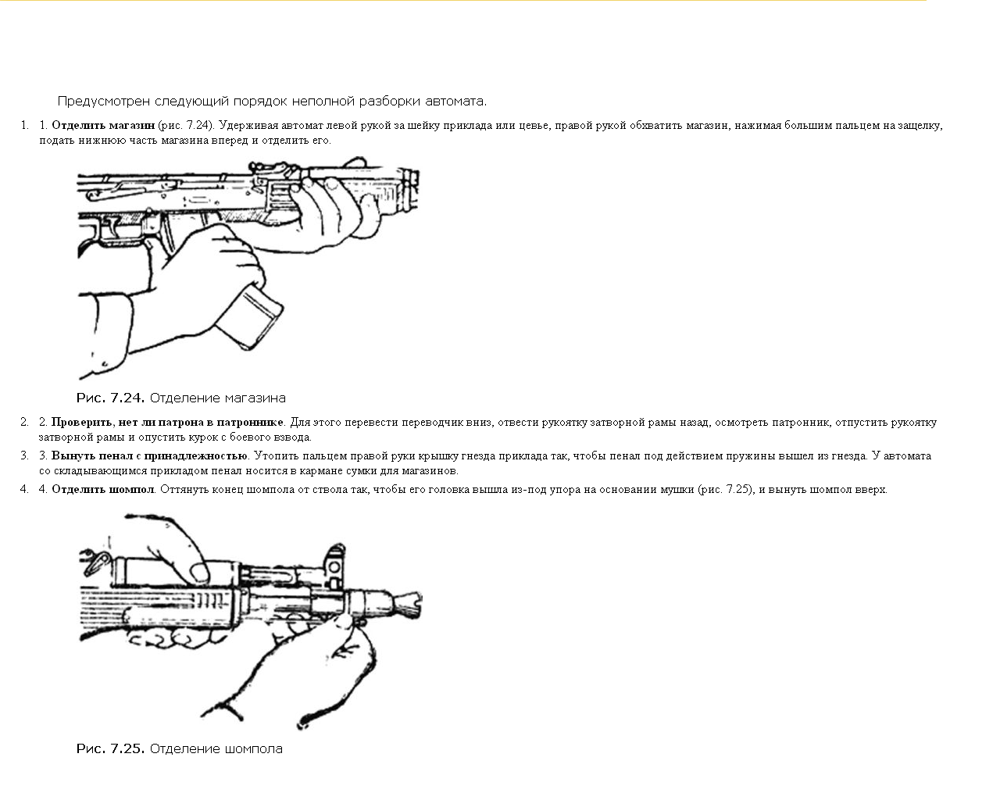 Предусмотрен следующий порядок неполной разборки автомата.
1. 1. Отделить магазин (рис. 7.24). Удерживая автомат левой рукой за шейку приклада или цевье, правой рукой обхватить магазин, нажимая большим пальцем на защелку,
подать нижнюю часть магазина вперед и отделить его.
Рис. 7.24. Отделение магазина
2. 2. Проверить, нет ли патрона в патроннике. Для этого перевести переводчик вниз, отвести рукоятку затворной рамы назад, осмотреть патронник, отпустить рукоятку
затворной рамы и опустить курок с боевого взвода.
3. 3. Вынуть пенал с принадлежностью. Утопить пальцем правой руки крышку гнезда приклада так, чтобы пенал под действием пружины вышел из гнезда. У автомата
со складывающимся прикладом пенал носится в кармане сумки для магазинов.
4. 4. Отделить шомпол. Оттянуть конец шомпола от ствола так, чтобы его головка вышла из-под упора на основании мушки (рис. 7.25), и вынуть шомпол вверх.
Рис. 7.25. Отделение шомпола